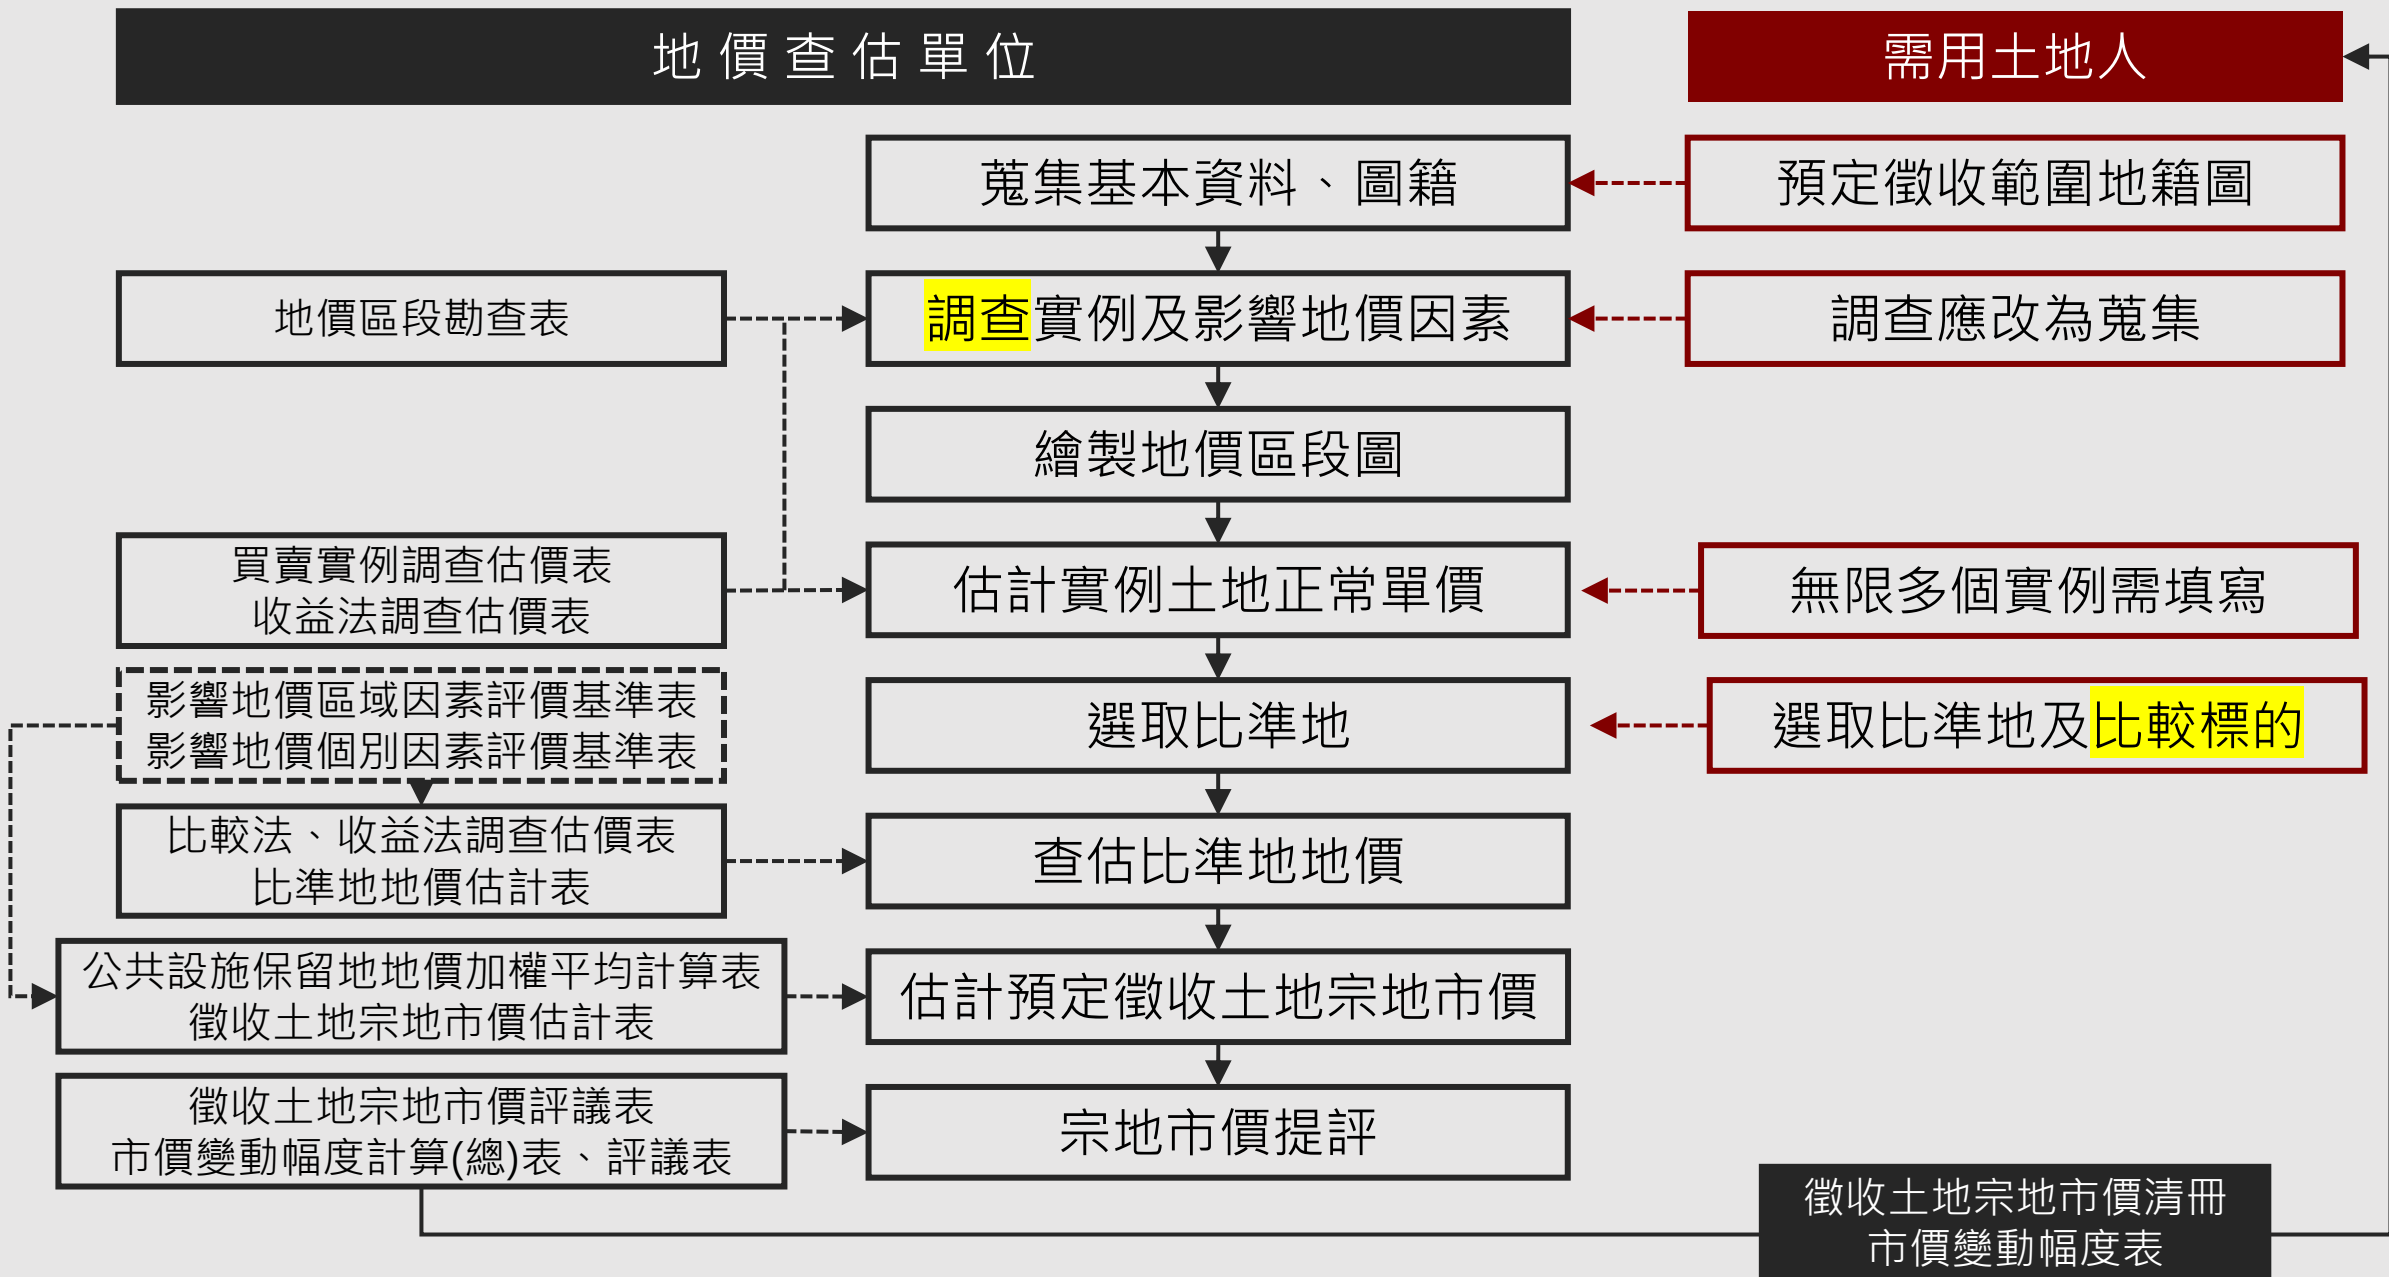 地價查估單位
需用土地人
蒐集基本資料、圖籍
預定徵收範圍地籍圖
地價區段勘查表
調查實例及影響地價因素
調查應改為蒐集
繪製地價區段圖
買賣實例調查估價表
收益法調查估價表
估計實例土地正常單價
無限多個實例需填寫
影響地價區域因素評價基準表
影響地價個別因素評價基準表
選取比準地
選取比準地及比較標的
比較法、收益法調查估價表
比準地地價估計表
查估比準地地價
公共設施保留地地價加權平均計算表
徵收土地宗地市價估計表
估計預定徵收土地宗地市價
徵收土地宗地市價評議表
市價變動幅度計算(總)表、評議表
宗地市價提評
徵收土地宗地市價清冊
市價變動幅度表